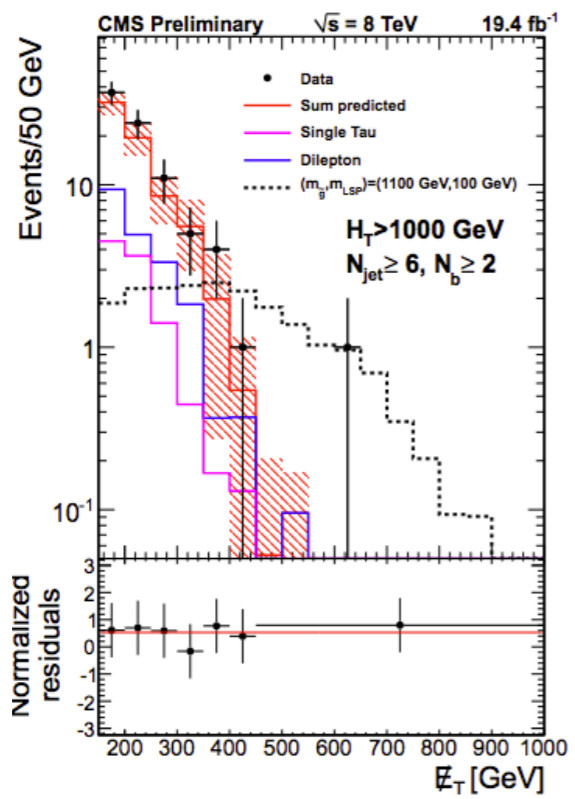 CMS Preliminary √s = 8 TeV 19.4 fb⁻¹
Events/50 GeV
10
1
10⁻¹
Data
Sum predicted
Single Tau
Dilepton
(m_g̃,m_LSP)=(1100 GeV,100 GeV)
H_T>1000 GeV
N_jet≥ 6, N_b≥ 2
Normalized
residuals
3
2
1
0
-1
-2
-3
200 300 400 500 600 700 800 900 1000
E̸_T [GeV]